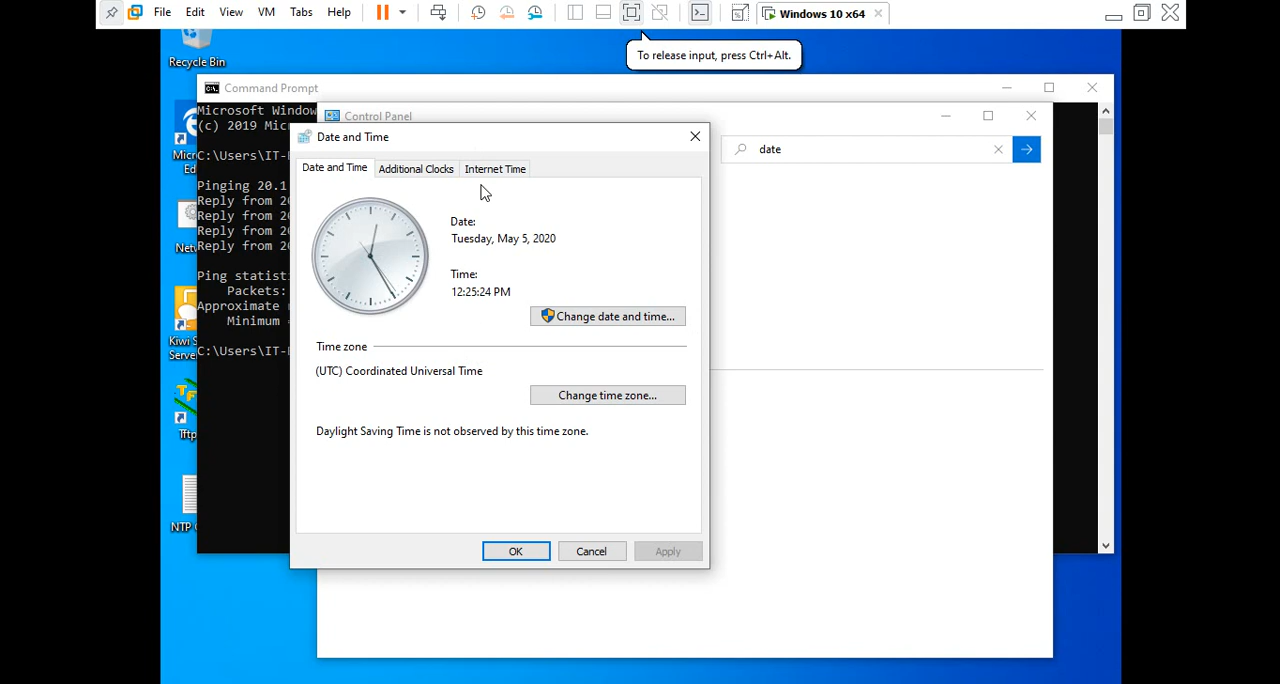 File Edit View VM Tabs Help
Windows 10 x64
To release input, press Ctrl+Alt.
Recycle Bin
Command Prompt
Microsoft Window
(c) 2019 Micr
C:\Users\IT-
Pinging 20.1
Reply from 2
Reply from 2
Reply from 2
Reply from 2
Ping statist
Packets:
Approximate
Minimum
C:\Users\IT-
Control Panel
date
Date and Time
Date and Time Additional Clocks Internet Time
Date:
Tuesday, May 5, 2020
Time:
12:25:24 PM
Change date and time...
Time zone
(UTC) Coordinated Universal Time
Change time zone...
Daylight Saving Time is not observed by this time zone.
OK Cancel Apply
Micr
Ed
Net
Kiwi S
Serve
Tftp
NTP